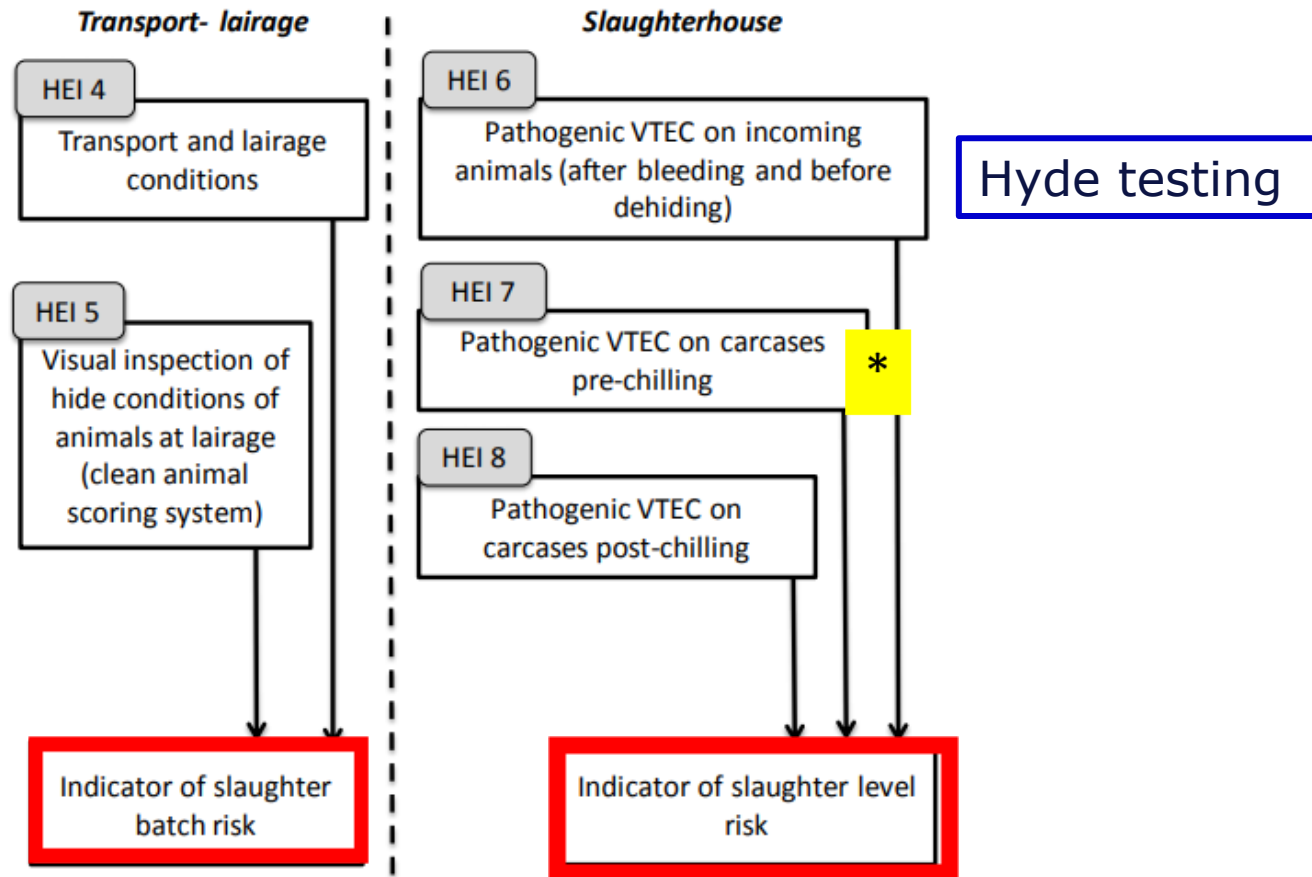 Transport- lairage
HEI 4
Transport and lairage
conditions
HEI 5
Visual inspection of
hide conditions of
animals at lairage
(clean animal
scoring system)
Indicator of slaughter
batch risk
Slaughterhouse
HEI 6
Pathogenic VTEC on incoming
animals (after bleeding and before
dehiding)
Hyde testing
HEI 7
Pathogenic VTEC on carcases
pre-chilling
*
HEI 8
Pathogenic VTEC on
carcases post-chilling
Indicator of slaughter level
risk